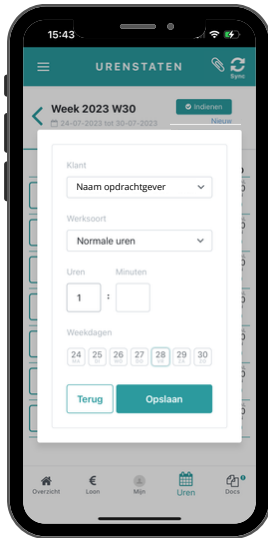 15:43
URENSTATEN
Sync
Week 2023 W30
Indienen
24-07-2023 tot 30-07-2023
Nieuw
Klant
Naam opdrachtgever
Werksoort
Normale uren
Uren Minuten
1 :
Weekdagen
24 25 26 27 28 29 30
Terug Opslaan
Overzicht Loon Mijn Uren Docs